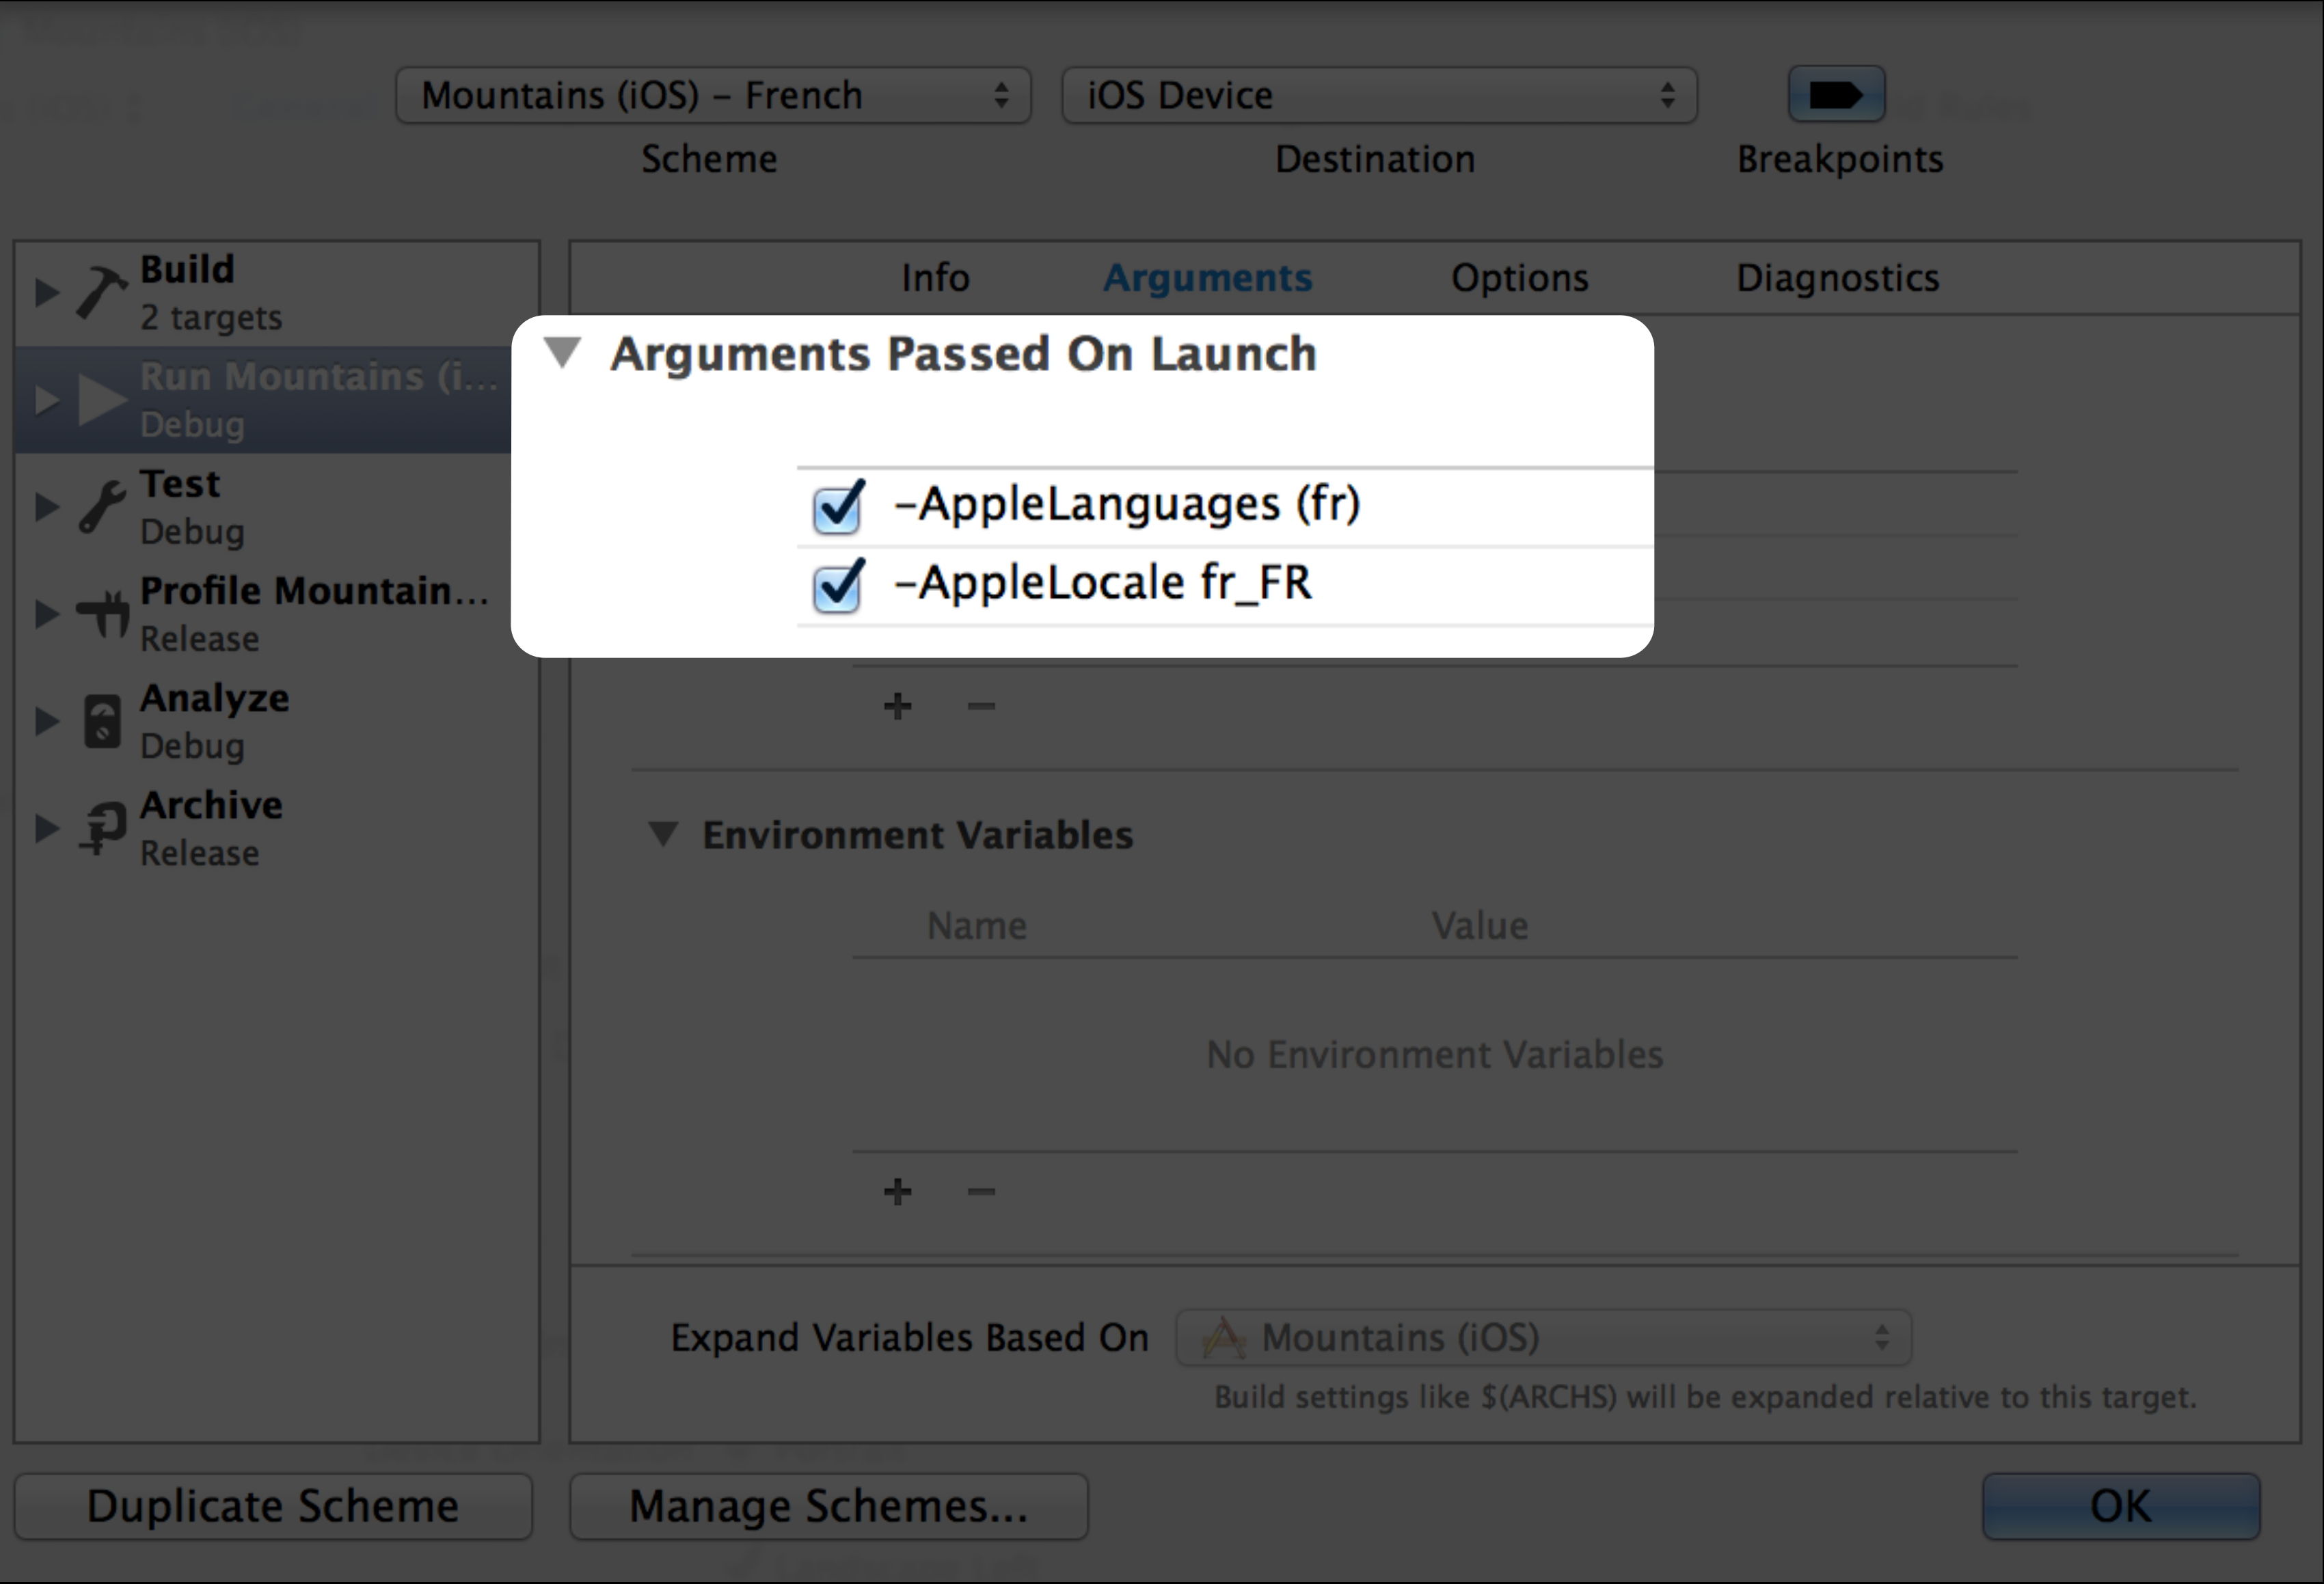 Mountains (iOS) – French
iOS Device
Scheme
Destination
Breakpoints
Build
2 targets
Run Mountains (i...
Debug
Test
Debug
Profile Mountain...
Release
Analyze
Debug
Archive
Release
Info
Arguments
Options
Diagnostics
Arguments Passed On Launch
–AppleLanguages (fr)
–AppleLocale fr_FR
Environment Variables
Name
Value
No Environment Variables
Expand Variables Based On
Mountains (iOS)
Build settings like $(ARCHS) will be expanded relative to this target.
Duplicate Scheme
Manage Schemes...
OK